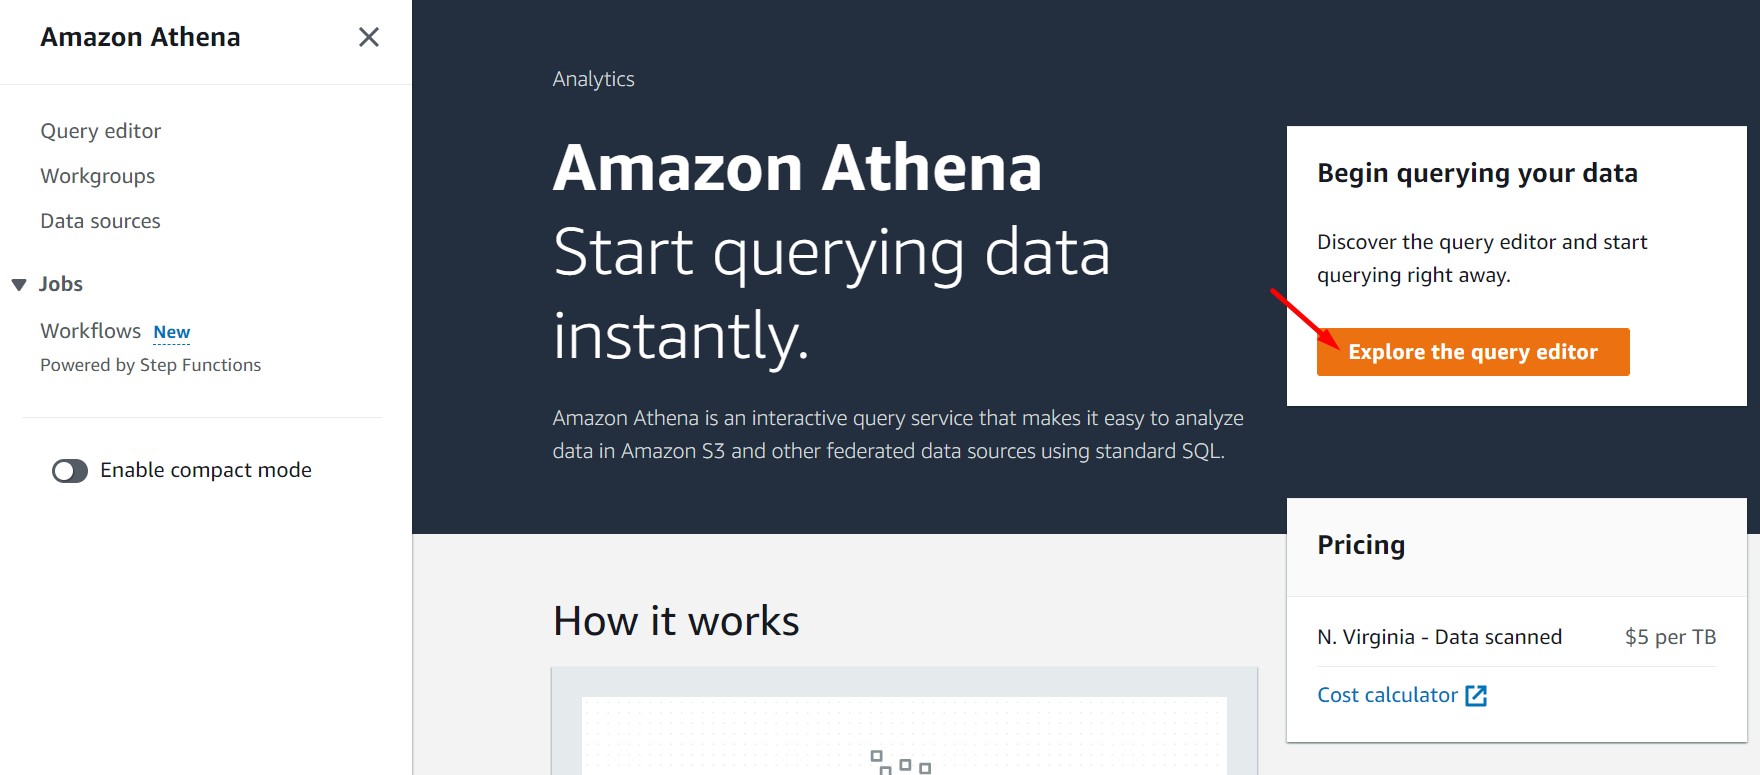 Amazon Athena
Query editor
Workgroups
Data sources
Jobs
Workflows New
Powered by Step Functions
Enable compact mode
Analytics
Amazon Athena
Start querying data
instantly.
Amazon Athena is an interactive query service that makes it easy to analyze
data in Amazon S3 and other federated data sources using standard SQL.
Begin querying your data
Discover the query editor and start
querying right away.
Explore the query editor
Pricing
N. Virginia - Data scanned $5 per TB
Cost calculator
How it works